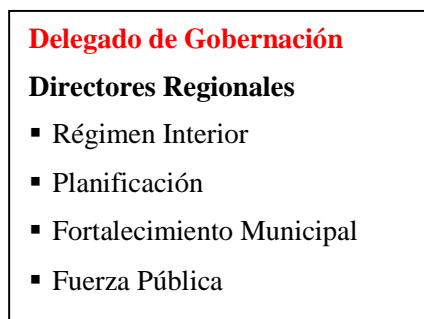 Delegado de Gobernación
Directores Regionales
▪ Régimen Interior
▪ Planificación
▪ Fortalecimiento Municipal
▪ Fuerza Pública